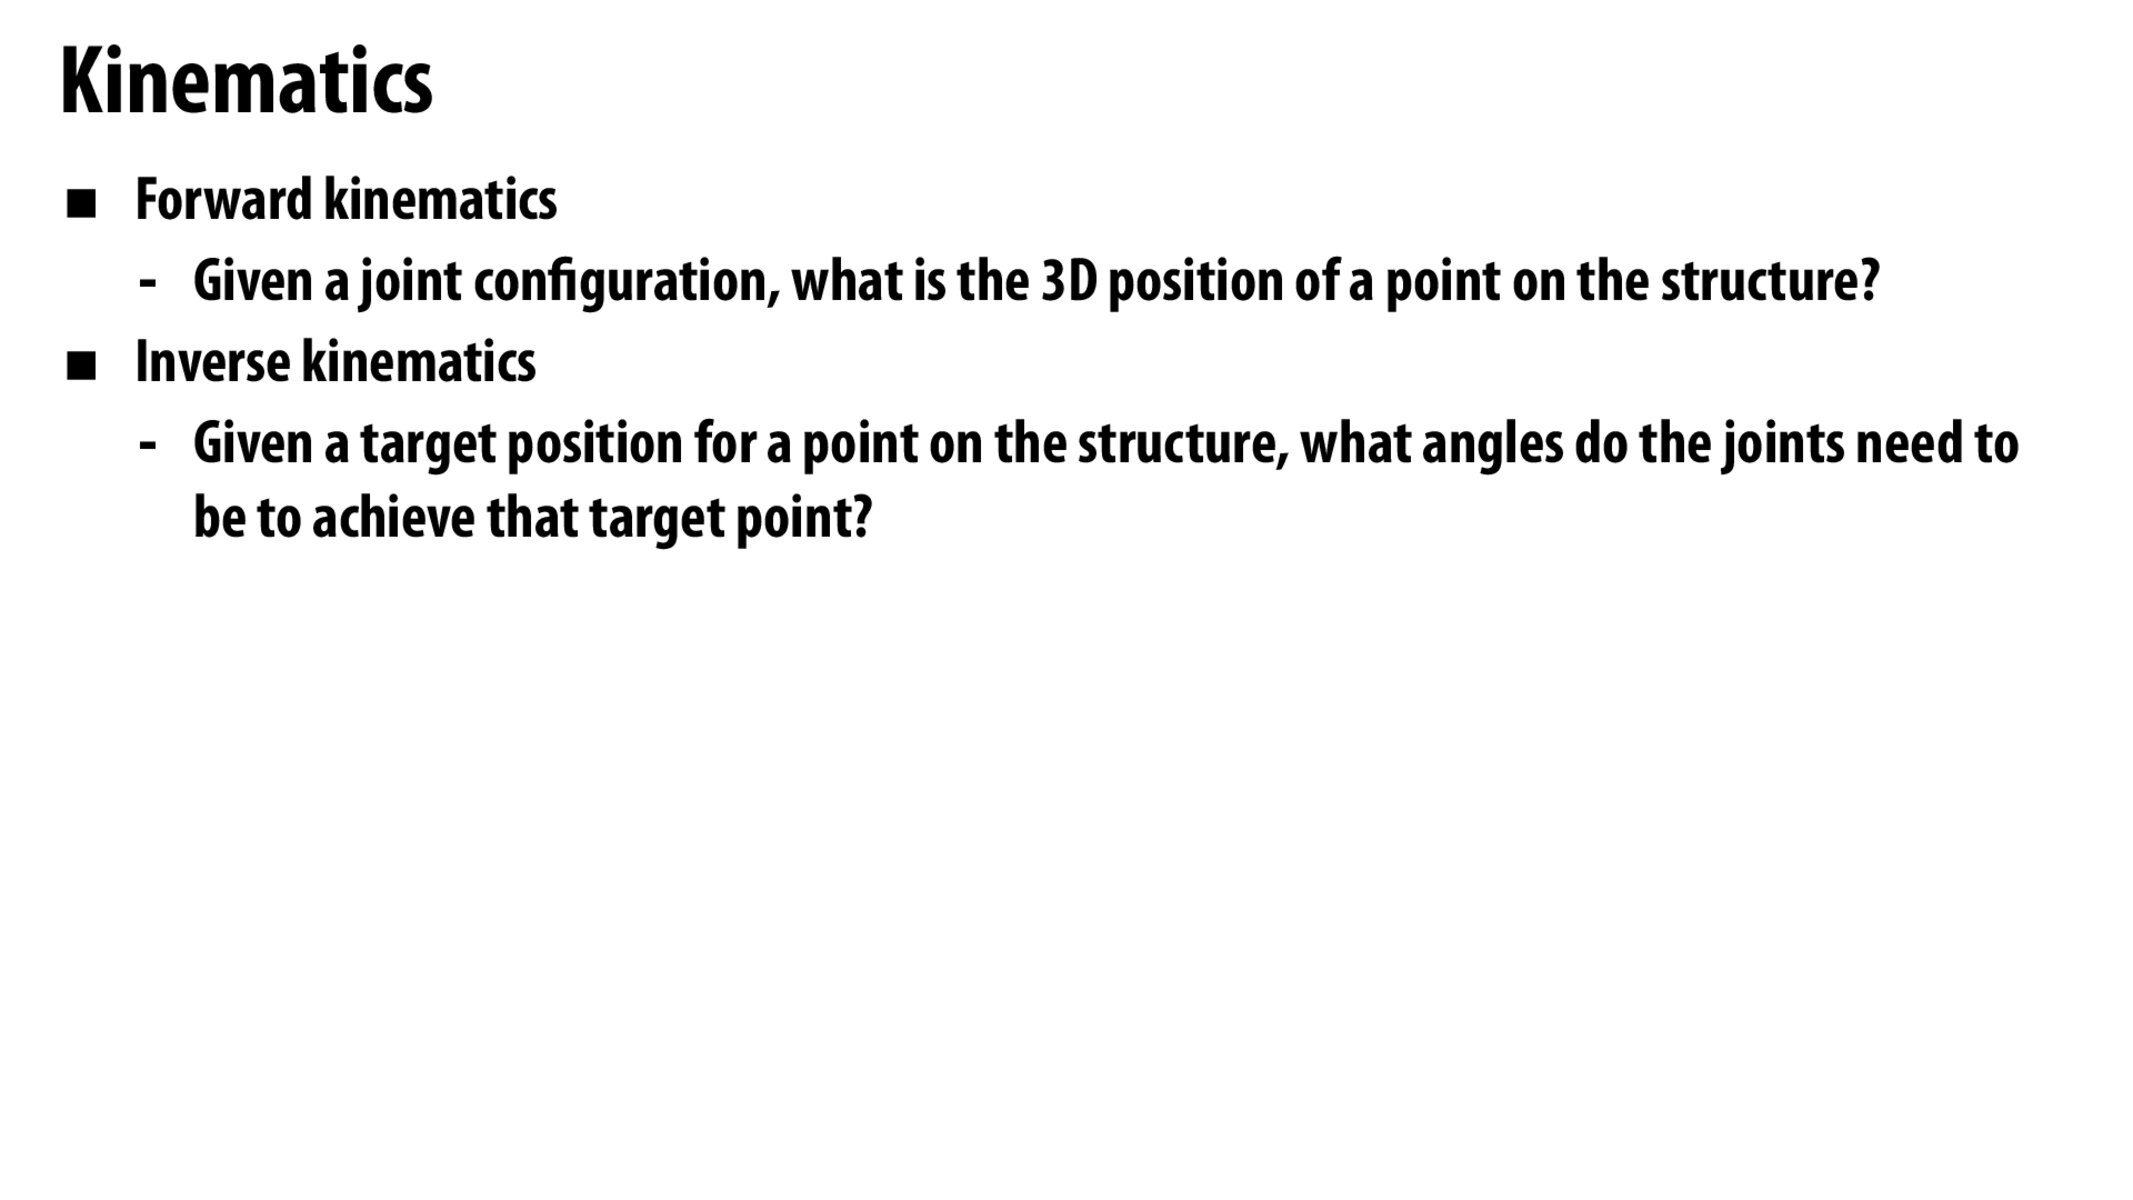 Kinematics
■ Forward kinematics
- Given a joint configuration, what is the 3D position of a point on the structure?
■ Inverse kinematics
- Given a target position for a point on the structure, what angles do the joints need to
be to achieve that target point?